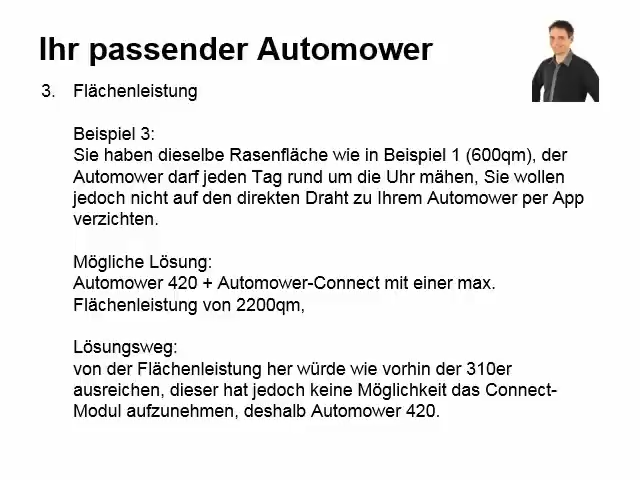 Ihr passender Automower
3. Flächenleistung
Beispiel 3:
Sie haben dieselbe Rasenfläche wie in Beispiel 1 (600qm), der
Automower darf jeden Tag rund um die Uhr mähen, Sie wollen
jedoch nicht auf den direkten Draht zu Ihrem Automower per App
verzichten.
Mögliche Lösung:
Automower 420 + Automower-Connect mit einer max.
Flächenleistung von 2200qm,
Lösungsweg:
von der Flächenleistung her würde wie vorhin der 310er
ausreichen, dieser hat jedoch keine Möglichkeit das Connect-
Modul aufzunehmen, deshalb Automower 420.